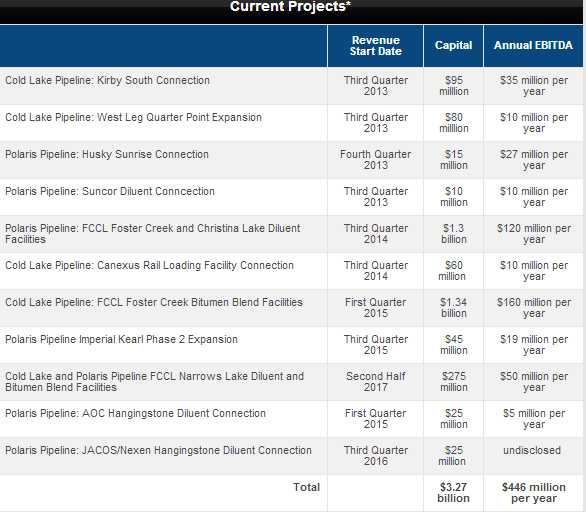 Current Projects*
Revenue
Start Date
Capital
Annual EBITDA
Cold Lake Pipeline: Kirby South Connection
Third Quarter
2013
$95
million
$35 million per
year
Cold Lake Pipeline: West Leg Quarter Point Expansion
Third Quarter
2013
$80
million
$10 million per
year
Polaris Pipeline: Husky Sunrise Connection
Fourth Quarter
2013
$15
million
$27 million per
year
Polaris Pipeline: Suncor Diluent Conncection
Third Quarter
2013
$10
million
$10 million per
year
Polaris Pipeline: FCCL Foster Creek and Christina Lake Diluent
Facilities
Third Quarter
2014
$1.3
billion
$120 million per
year
Cold Lake Pipeline: Canexus Rail Loading Facility Connection
Third Quarter
2014
$60
million
$10 million per
year
Cold Lake Pipeline: FCCL Foster Creek Bitumen Blend Facilities
First Quarter
2015
$1.34
billion
$160 million per
year
Polaris Pipeline Imperial Kearl Phase 2 Expansion
Third Quarter
2015
$45
million
$19 million per
year
Cold Lake and Polaris Pipeline FCCL Narrows Lake Diluent and
Bitumen Blend Facilities
Second Half
2017
$275
million
$50 million per
year
Polaris Pipeline: AOC Hangingstone Diluent Connection
First Quarter
2015
$25
million
$5 million per
year
Polaris Pipeline: JACOS/Nexen Hangingstone Diluent Connection
Third Quarter
2016
$25
million
undisclosed
Total
$3.27
billion
$446 million
per year